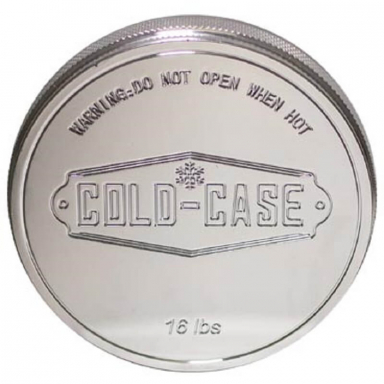 WARNING:DO NOT OPEN WHEN HOT
COLD-CASE
16 lbs